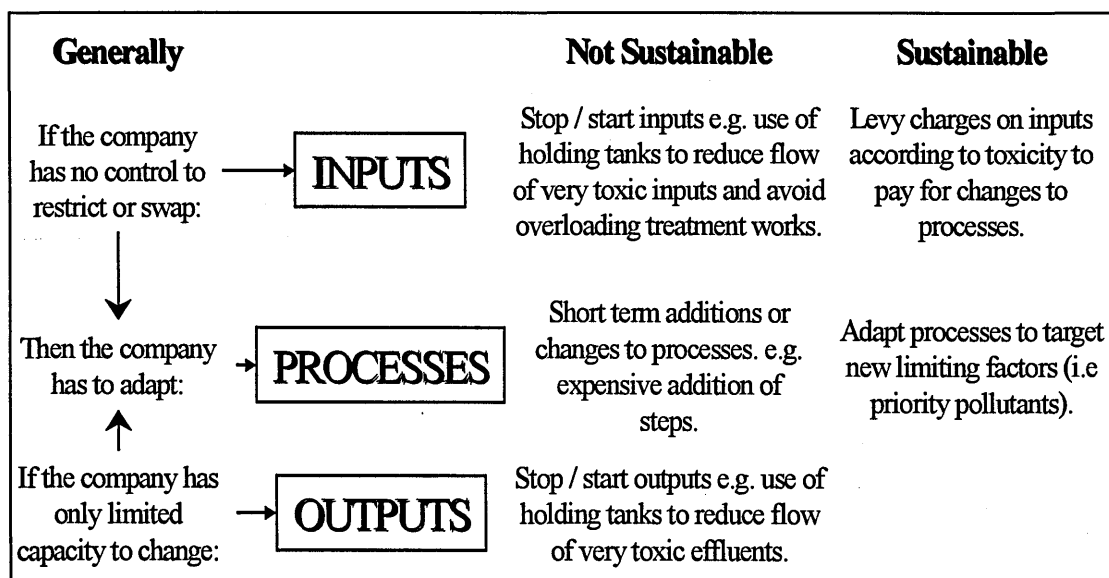 Generally
Not Sustainable
Sustainable
If the company
has no control to
restrict or swap:
INPUTS
Stop / start inputs e.g. use of
holding tanks to reduce flow
of very toxic inputs and avoid
overloading treatment works.
Levy charges on inputs
according to toxicity to
pay for changes to
processes.
Then the company
has to adapt:
PROCESSES
Short term additions or
changes to processes. e.g.
expensive addition of
steps.
Adapt processes to target
new limiting factors (i.e
priority pollutants).
If the company has
only limited
capacity to change:
OUTPUTS
Stop / start outputs e.g. use of
holding tanks to reduce flow
of very toxic effluents.